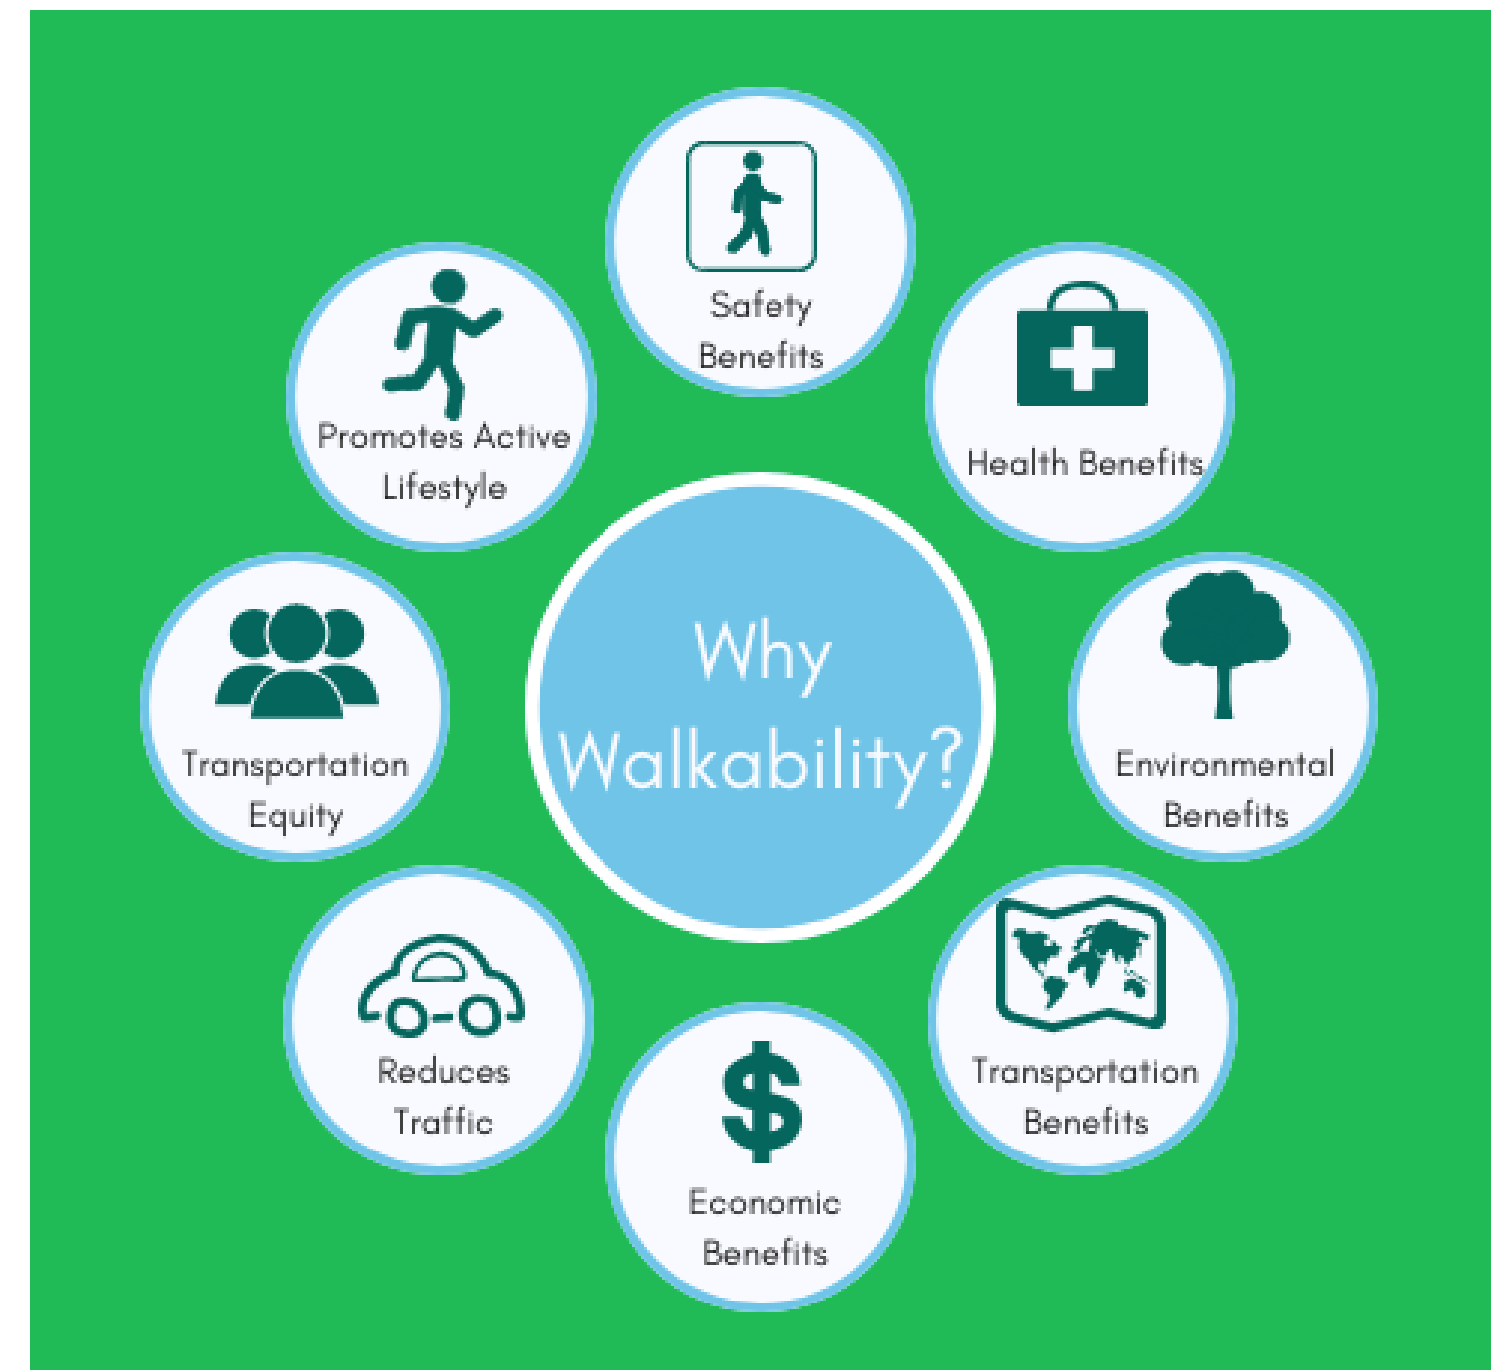 Why
Walkability?
Safety
Benefits
Health Benefits
Environmental
Benefits
Transportation
Benefits
Economic
Benefits
Reduces
Traffic
Transportation
Equity
Promotes Active
Lifestyle